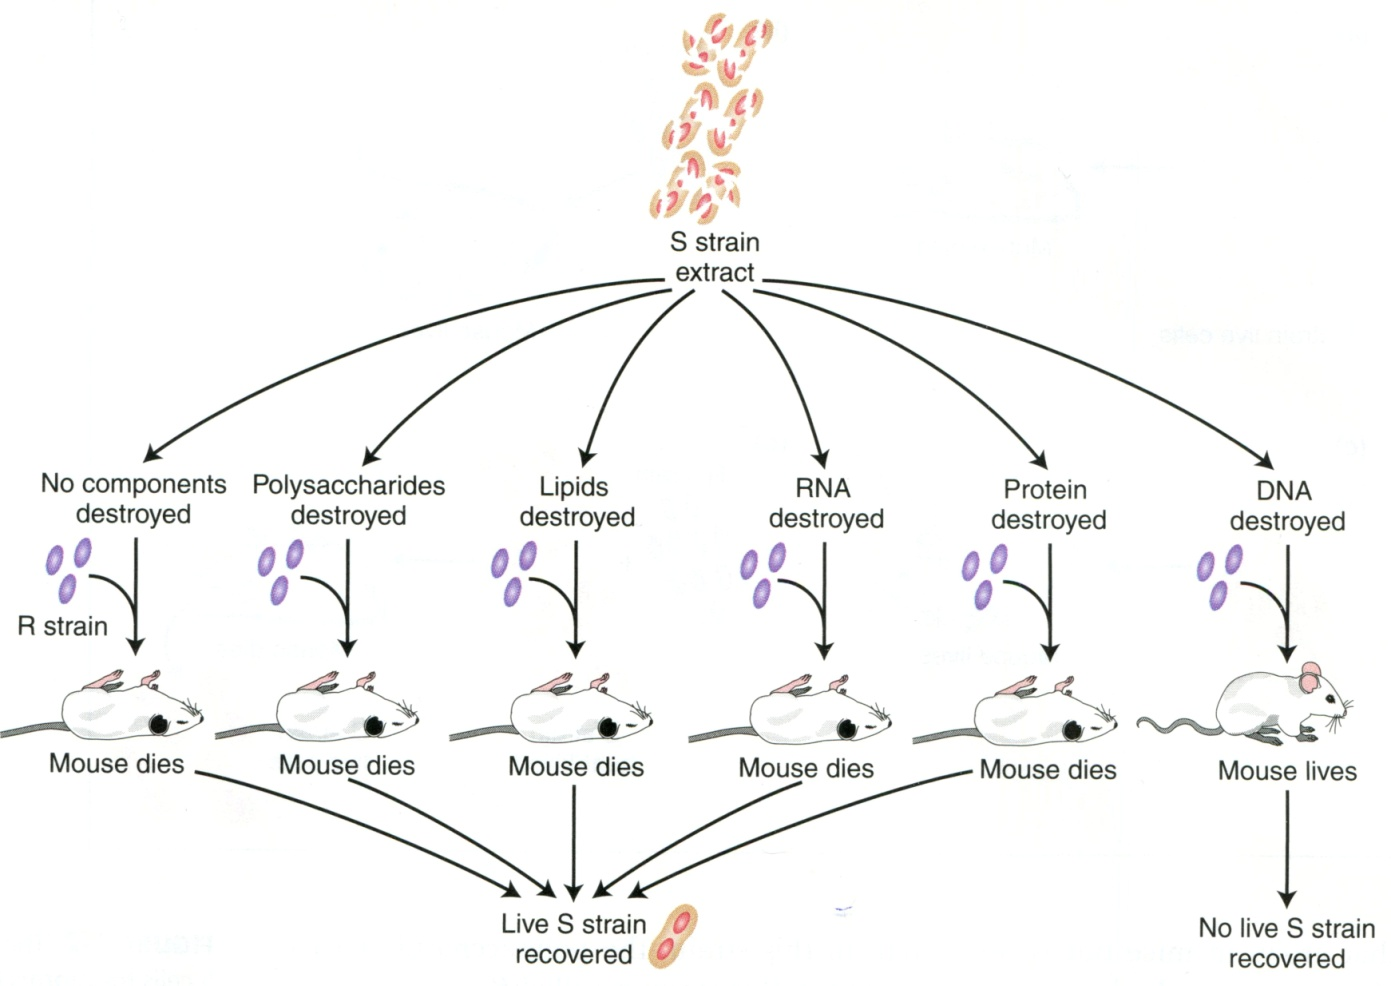 S strain
extract
No components
destroyed
Polysaccharides
destroyed
Lipids
destroyed
RNA
destroyed
Protein
destroyed
DNA
destroyed
R strain
Mouse dies
Mouse dies
Mouse dies
Mouse dies
Mouse dies
Mouse lives
Live S strain
recovered
No live S strain
recovered